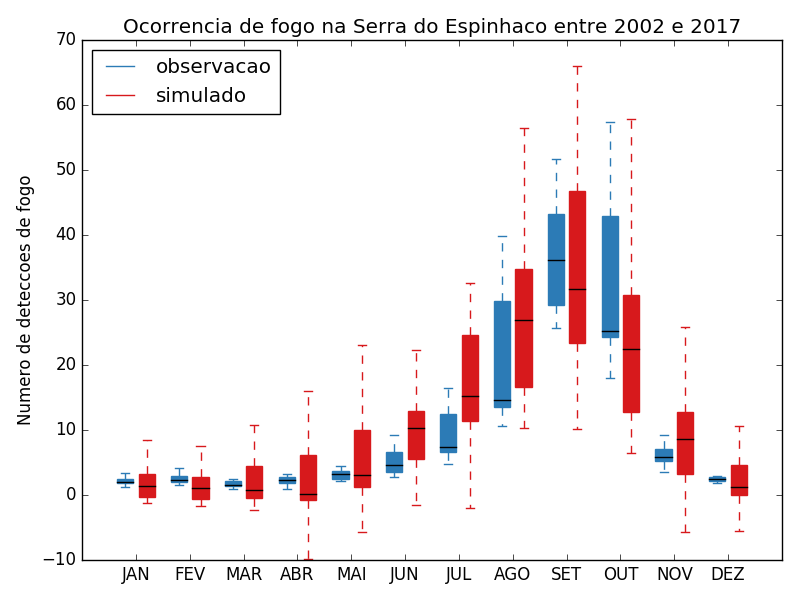 Ocorrencia de fogo na Serra do Espinhaco entre 2002 e 2017
70
60
50
40
30
20
10
0
−10
Numero de deteccoes de fogo
observacao
simulado
JAN FEV MAR ABR MAI JUN JUL AGO SET OUT NOV DEZ